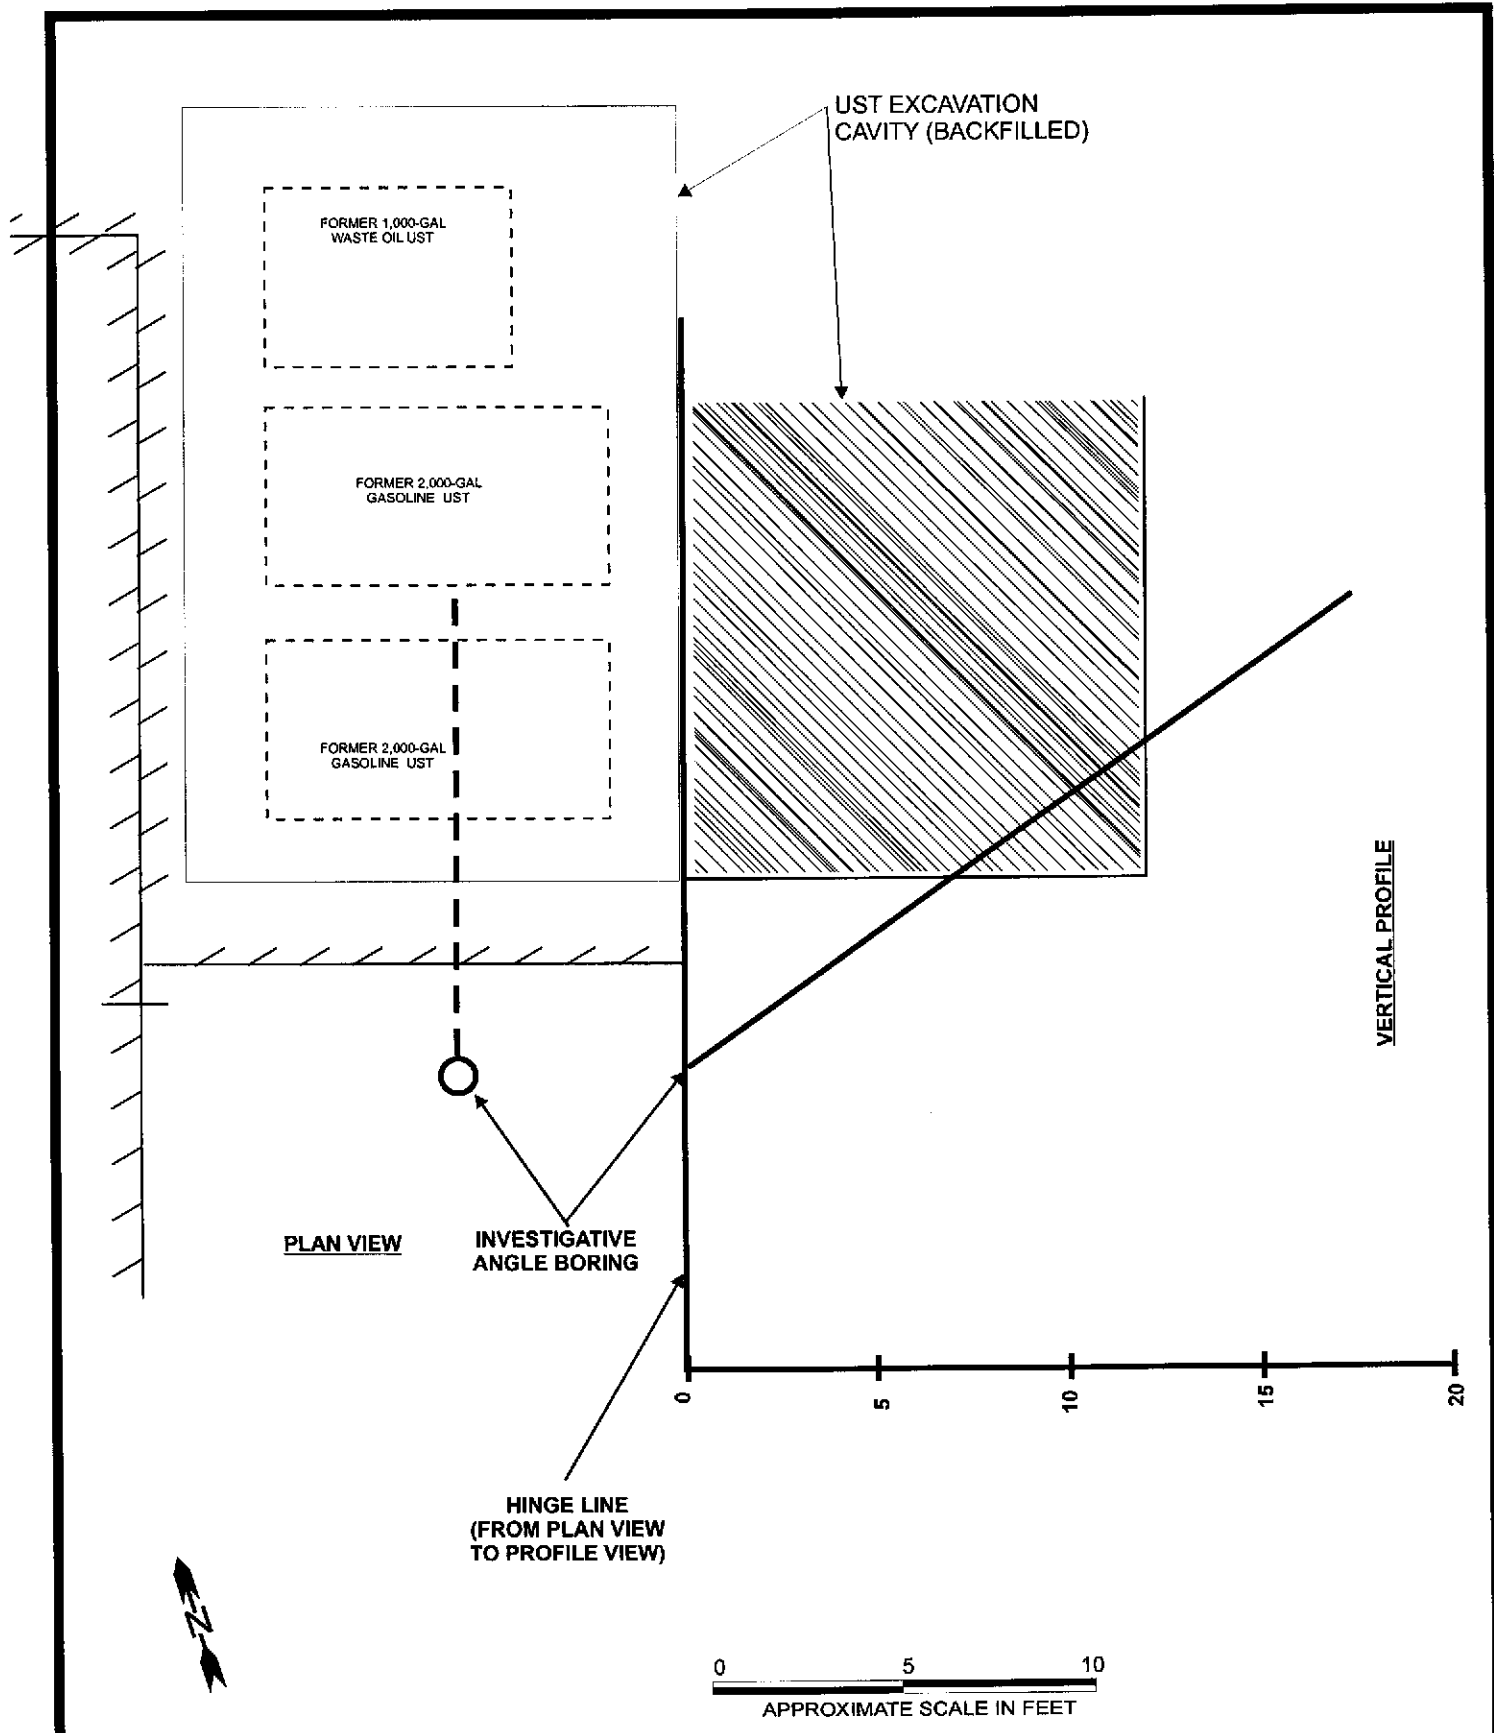 UST EXCAVATION
CAVITY (BACKFILLED)
FORMER 1,000-GAL
WASTE OIL UST
FORMER 2,000-GAL
GASOLINE UST
FORMER 2,000-GAL
GASOLINE UST
VERTICAL PROFILE
PLAN VIEW
INVESTIGATIVE
ANGLE BORING
0 5 10 15 20
HINGE LINE
(FROM PLAN VIEW
TO PROFILE VIEW)
N
0 5 10
APPROXIMATE SCALE IN FEET